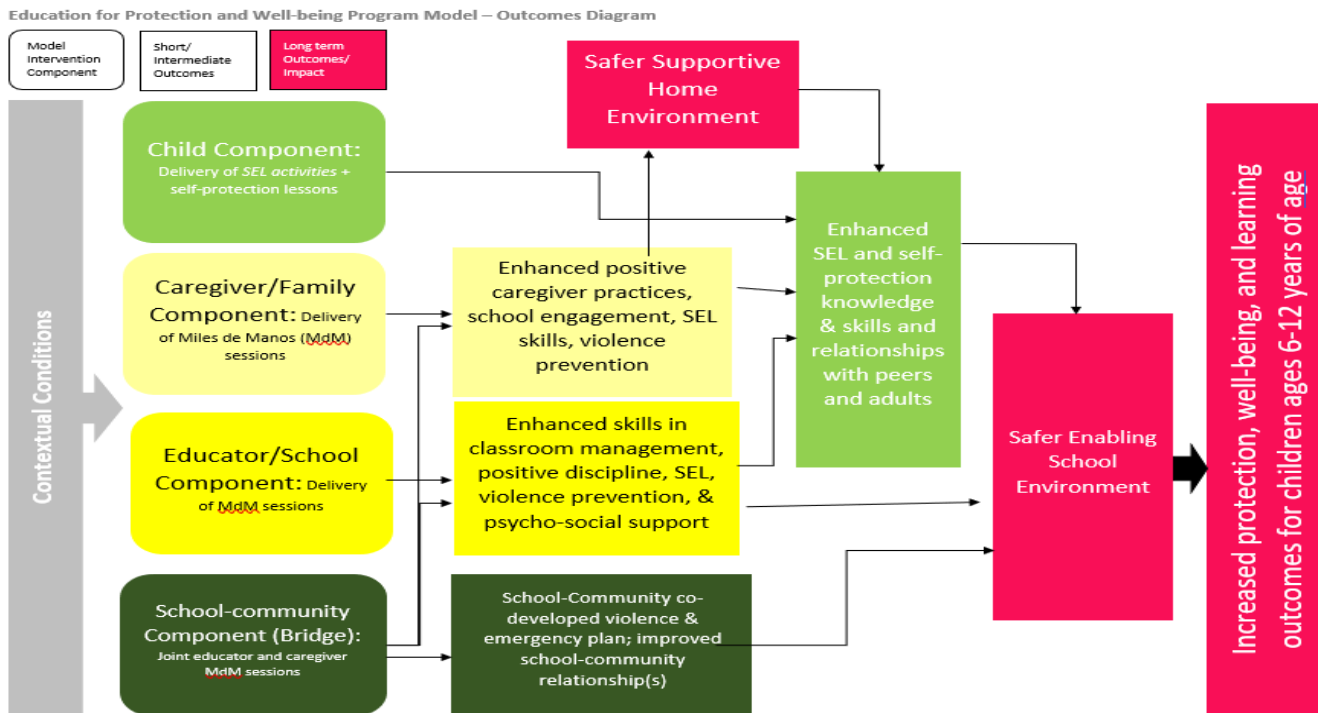 Education for Protection and Well-being Program Model – Outcomes Diagram
Model
Intervention
Component
Short/
Intermediate
Outcomes
Long term
Outcomes/
Impact
Contextual Conditions
Child Component:
Delivery of SEL activities +
self-protection lessons
Caregiver/Family
Component: Delivery
of Miles de Manos (MdM)
sessions
Educator/School
Component: Delivery
of MdM sessions
School-community
Component (Bridge):
Joint educator and caregiver
MdM sessions
Enhanced positive
caregiver practices,
school engagement, SEL
skills, violence
prevention
Enhanced skills in
classroom management,
positive discipline, SEL,
violence prevention, &
psycho-social support
School-Community co-
developed violence &
emergency plan; improved
school-community
relationship(s)
Safer Supportive
Home
Environment
Enhanced
SEL and self-
protection
knowledge
& skills and
relationships
with peers
and adults
Safer Enabling
School
Environment
Increased protection, well-being, and learning
outcomes for children ages 6-12 years of age